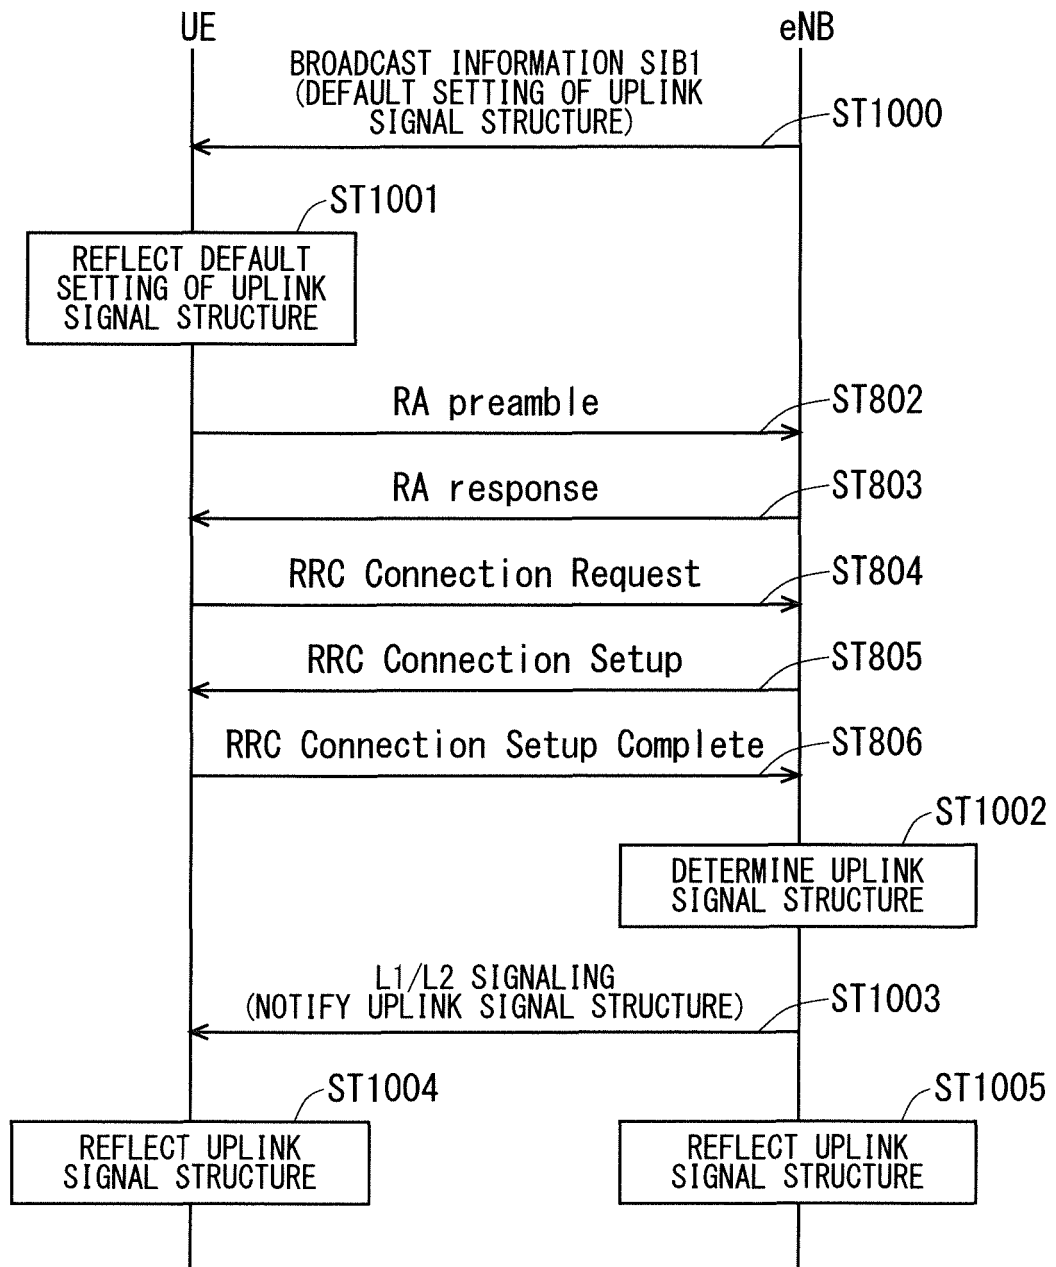 UE
eNB
BROADCAST INFORMATION SIB1
(DEFAULT SETTING OF UPLINK
SIGNAL STRUCTURE)
ST1000
ST1001
REFLECT DEFAULT
SETTING OF UPLINK
SIGNAL STRUCTURE
RA preamble
ST802
RA response
ST803
RRC Connection Request
ST804
RRC Connection Setup
ST805
RRC Connection Setup Complete
ST806
ST1002
DETERMINE UPLINK
SIGNAL STRUCTURE
L1/L2 SIGNALING
(NOTIFY UPLINK SIGNAL STRUCTURE)
ST1003
ST1004
REFLECT UPLINK
SIGNAL STRUCTURE
ST1005
REFLECT UPLINK
SIGNAL STRUCTURE